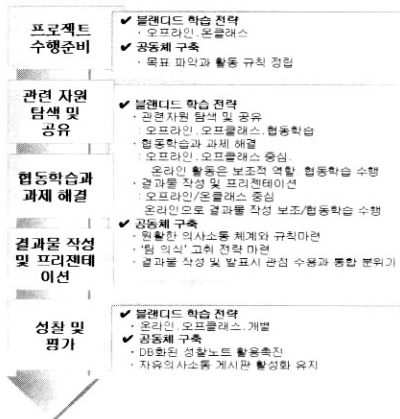 프로젝트
수행준비
✔ 블랜디드 학습 전략
· 오프라인.온클래스
✔ 공동체 구축
· 목표 파악과 활동 규칙 정립
관련 자원
탐색 및
공유
협동학습과
과제 해결
결과물 작성
및 프리젠테
이션
✔ 블랜디드 학습 전략
· 관련자원 탐색 및 공유
: 오프라인.오프클래스.협동학습
· 협동학습과 과제 해결
: 오프라인.오프클래스 중심.
온라인 활동은 보조적 역할. 협동학습 수행
· 결과물 작성 및 프리젠테이션
: 오프라인/온클래스 중심
온라인으로 결과물 작성 보조/협동학습 수행
✔ 공동체 구축
· 원활한 의사소통 체계와 규칙마련
· '팀 의식' 고취 전략 마련
· 결과물 작성 및 발표시 관점 수용과 통합 분위기
성찰 및
평가
✔ 블랜디드 학습 전략
· 온라인.오프클래스.개별
✔ 공동체 구축
· DB화된 성찰노트 활용촉진
· 자유의사소통 게시판 활성화 유지